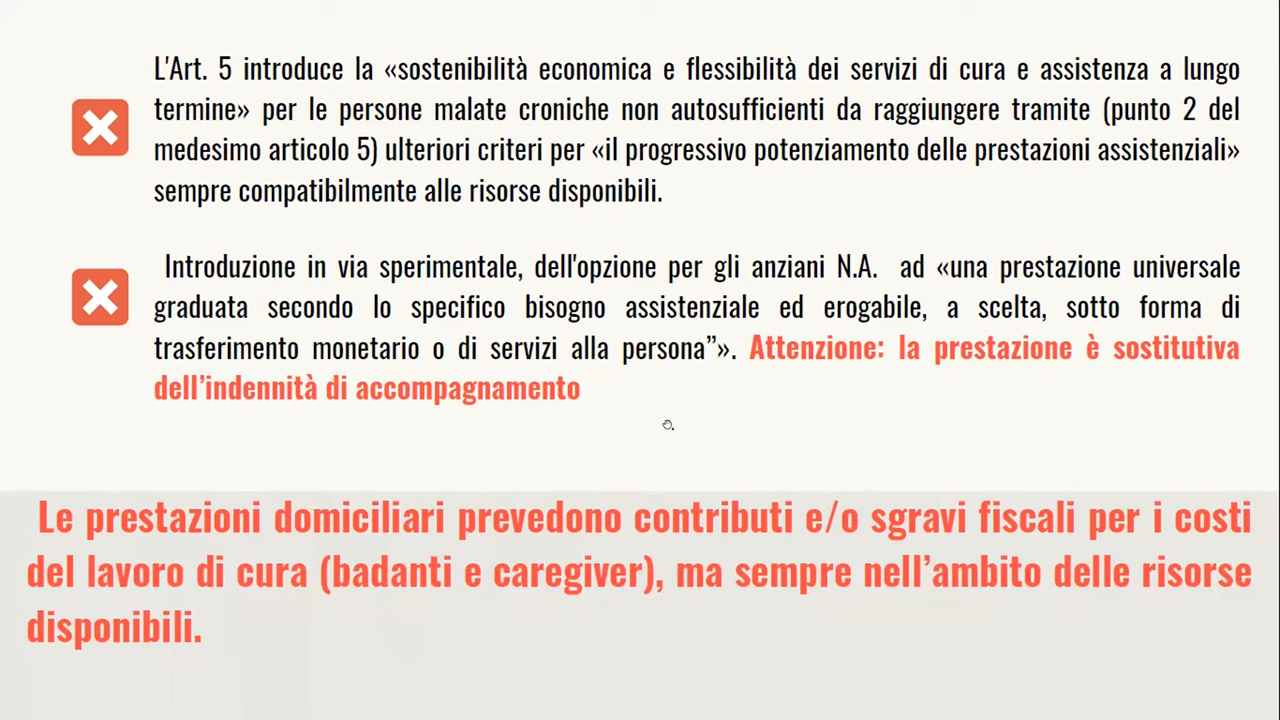 L'Art. 5 introduce la «sostenibilità economica e flessibilità dei servizi di cura e assistenza a lungo
termine» per le persone malate croniche non autosufficienti da raggiungere tramite (punto 2 del
medesimo articolo 5) ulteriori criteri per «il progressivo potenziamento delle prestazioni assistenziali»
sempre compatibilmente alle risorse disponibili.
Introduzione in via sperimentale, dell'opzione per gli anziani N.A. ad «una prestazione universale
graduata secondo lo specifico bisogno assistenziale ed erogabile, a scelta, sotto forma di
trasferimento monetario o di servizi alla persona”». Attenzione: la prestazione è sostitutiva
dell’indennità di accompagnamento
Le prestazioni domiciliari prevedono contributi e/o sgravi fiscali per i costi
del lavoro di cura (badanti e caregiver), ma sempre nell’ambito delle risorse
disponibili.